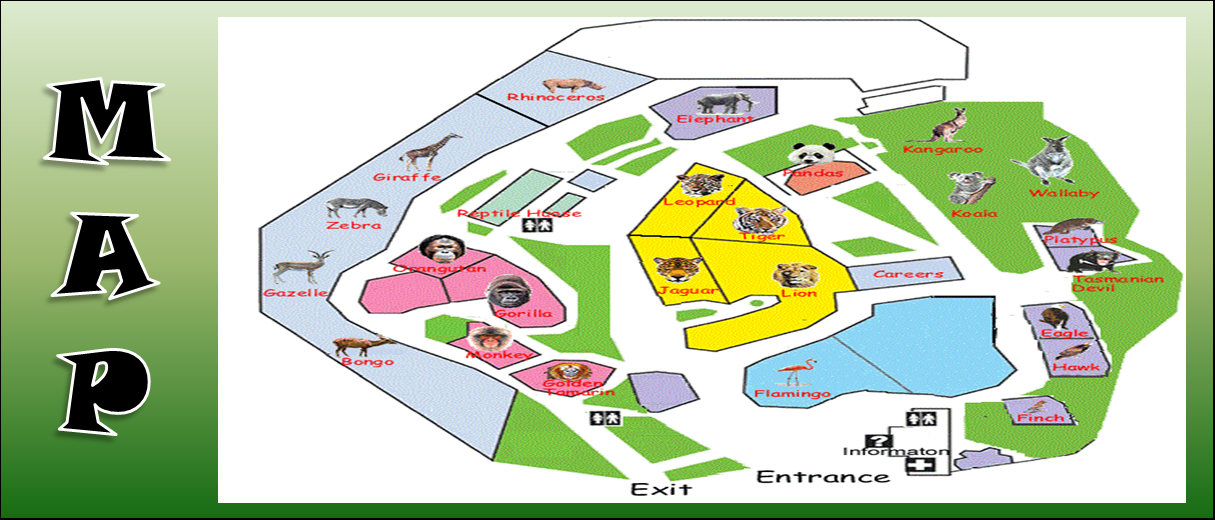 M
A
P
Rhinoceros
Elephant
Kangaroo
Giraffe
Pandas
Wallaby
Leopard
Koala
Reptile House
Zebra
Tiger
Platypus
Orangutan
Careers
Tasmanian
Devil
Gazelle
Jaguar
Lion
Gorilla
Eagle
Monkey
Bongo
Hawk
Golden
Tamarin
Flamingo
Finch
?
Informaton
Entrance
Exit